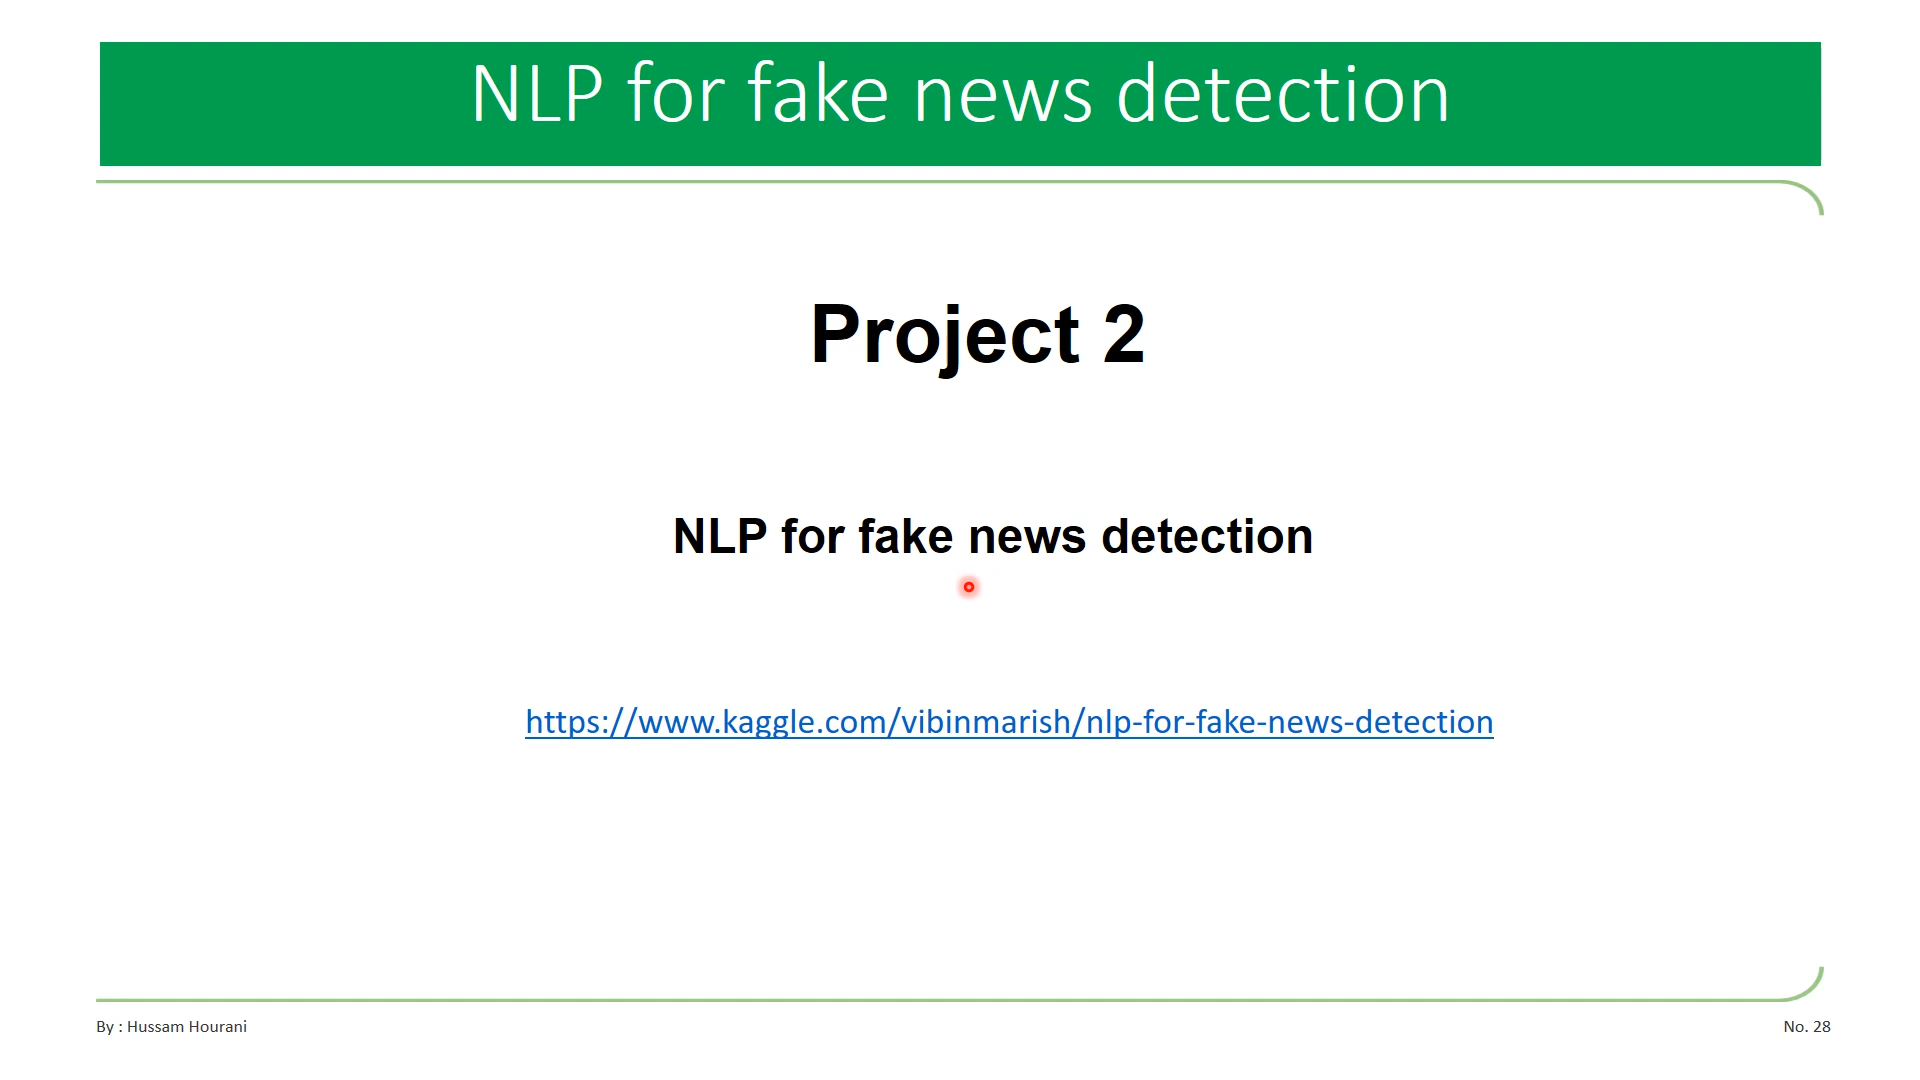 NLP for fake news detection
Project 2
NLP for fake news detection
https://www.kaggle.com/vibinmarish/nlp-for-fake-news-detection
By : Hussam Hourani
No. 28